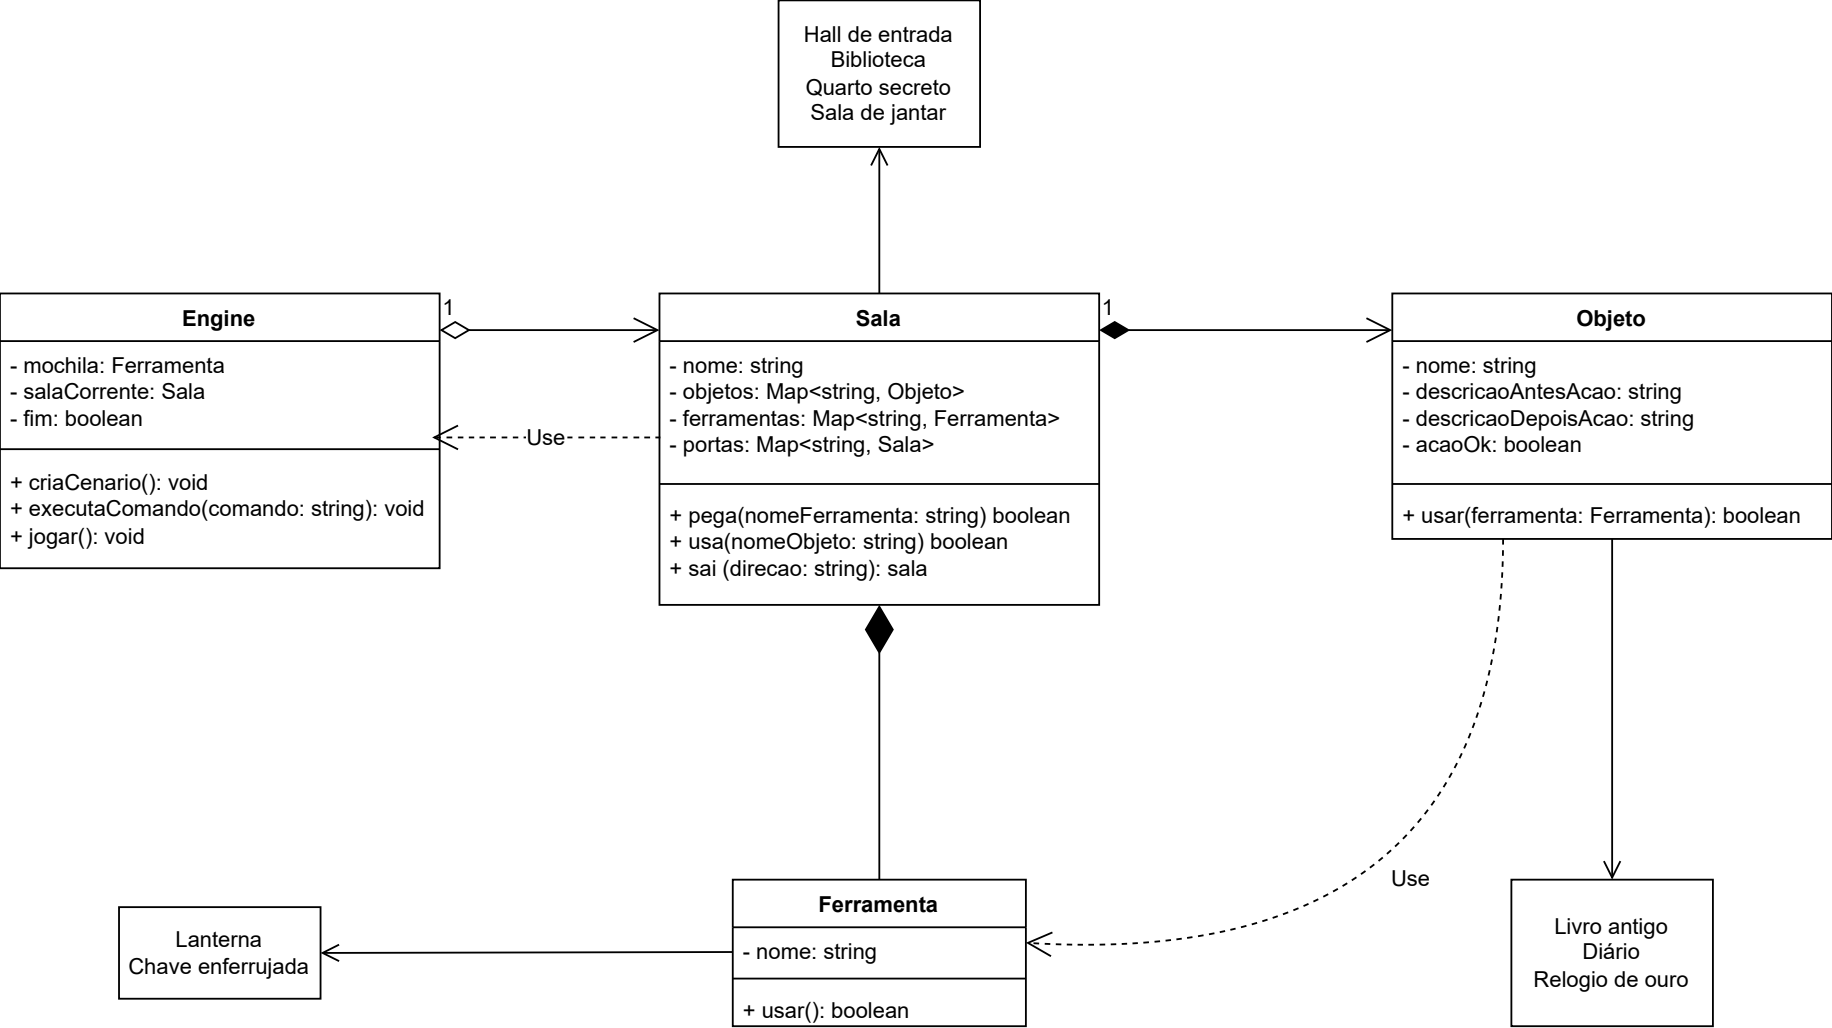 Hall de entrada
Biblioteca
Quarto secreto
Sala de jantar
Engine
- mochila: Ferramenta
- salaCorrente: Sala
- fim: boolean
+ criaCenario(): void
+ executaComando(comando: string): void
+ jogar(): void
1
Use
Sala
- nome: string
- objetos: Map<string, Objeto>
- ferramentas: Map<string, Ferramenta>
- portas: Map<string, Sala>
+ pega(nomeFerramenta: string) boolean
+ usa(nomeObjeto: string) boolean
+ sai (direcao: string): sala
1
Objeto
- nome: string
- descricaoAntesAcao: string
- descricaoDepoisAcao: string
- acaoOk: boolean
+ usar(ferramenta: Ferramenta): boolean
Use
Lanterna
Chave enferrujada
Ferramenta
- nome: string
+ usar(): boolean
Livro antigo
Diário
Relogio de ouro